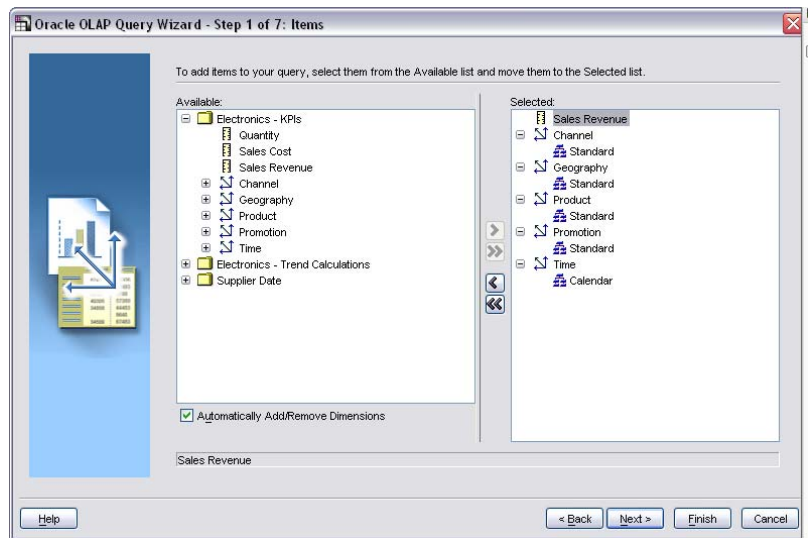 Oracle OLAP Query Wizard - Step 1 of 7: Items
To add items to your query, select them from the Available list and move them to the Selected list.
Available:
Electronics - KPIs
Quantity
Sales Cost
Sales Revenue
Channel
Geography
Product
Promotion
Time
Electronics - Trend Calculations
Supplier Date
Automatically Add/Remove Dimensions
Selected:
Sales Revenue
Channel
Standard
Geography
Standard
Product
Standard
Promotion
Standard
Time
Calendar
Sales Revenue
Help
< Back
Next >
Finish
Cancel